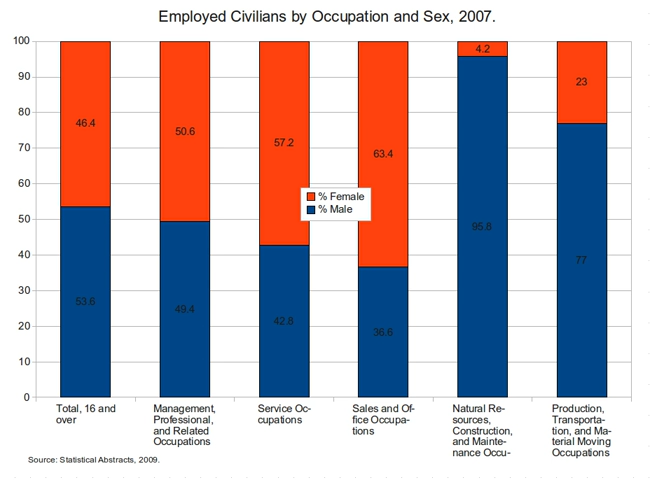 Employed Civilians by Occupation and Sex, 2007.
100
90
80
70
60
50
40
30
20
10
0
46.4
50.6
57.2
63.4
4.2
23
53.6
49.4
42.8
36.6
95.8
77
% Female
% Male
Total, 16 and
over
Management,
Professional,
and Related
Occupations
Service Oc-
cupations
Sales and Of-
fice Occupa-
tions
Natural Re-
sources,
Construction,
and Mainte-
nance Occu-
Production,
Transporta-
tion, and Ma-
terial Moving
Occupations
Source: Statistical Abstracts, 2009.